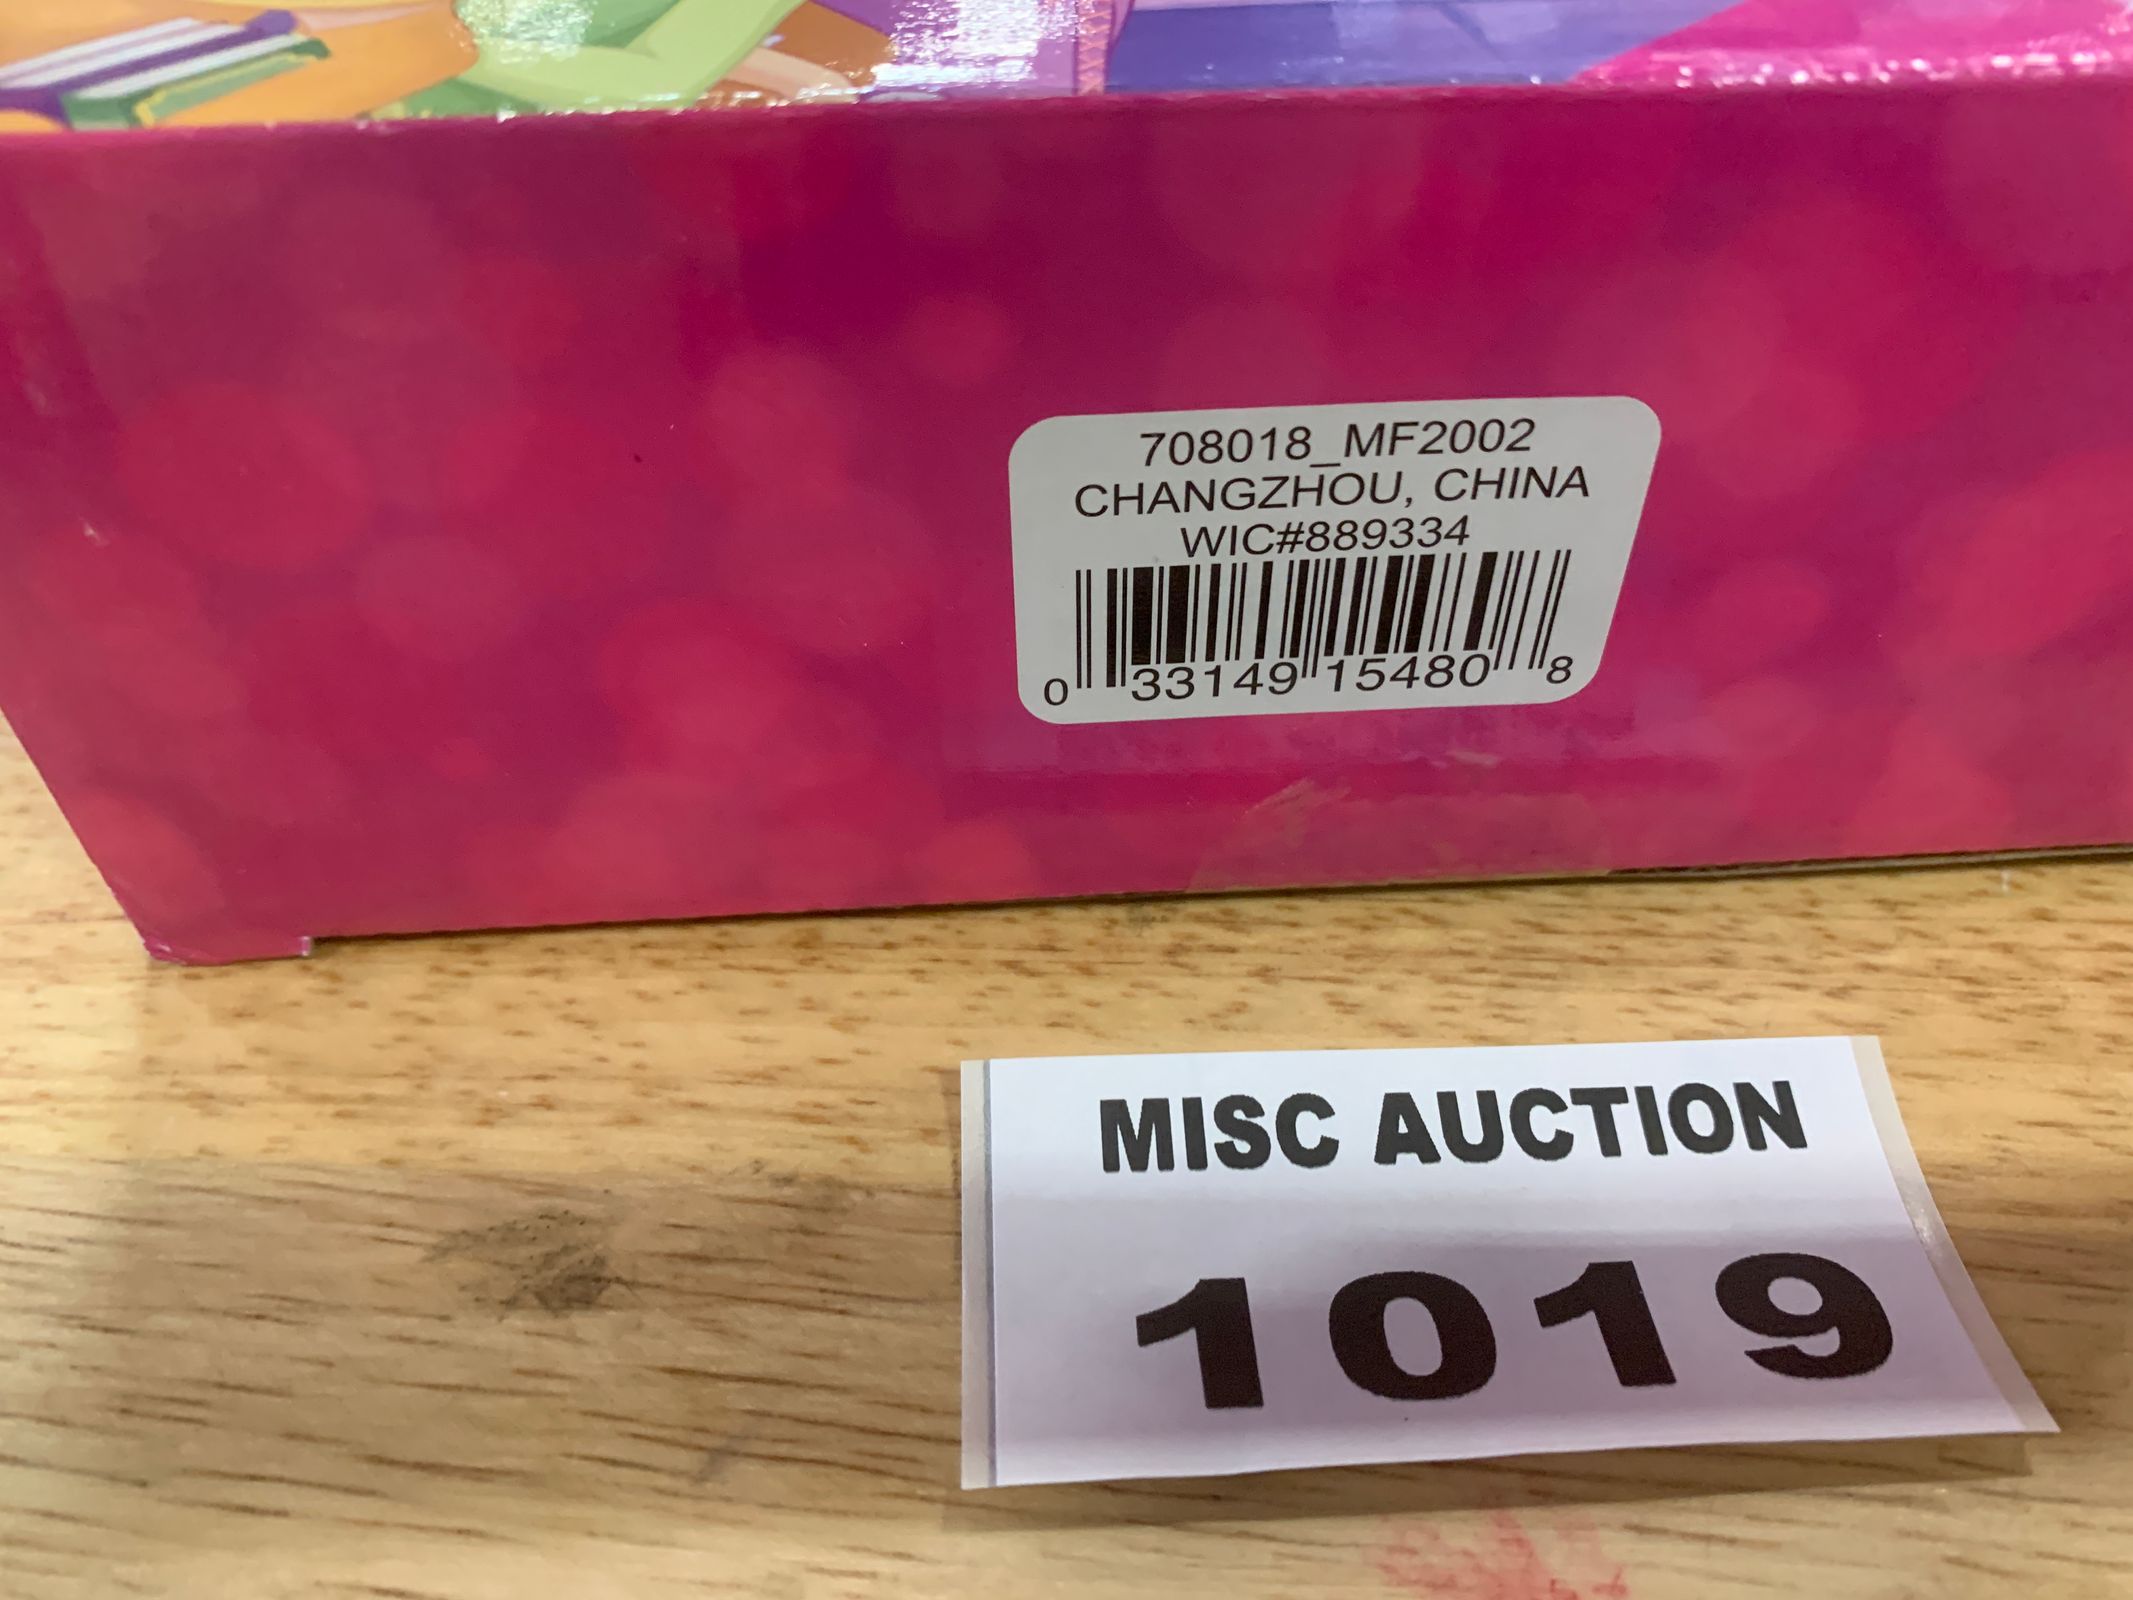 708018_MF2002
CHANGZHOU, CHINA
WIC#889334
0 33149 15480 8
MISC AUCTION
1019